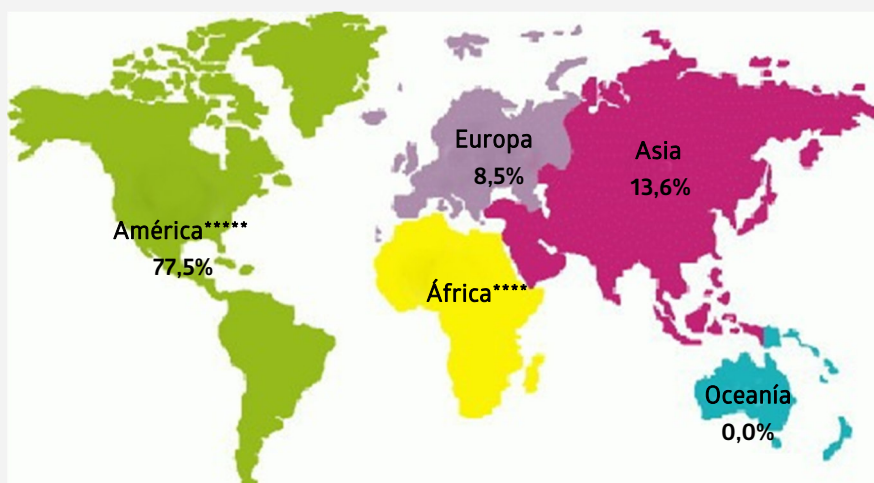 Europa
8,5%
Asia
13,6%
América*****
77,5%
África****
Oceanía
0,0%